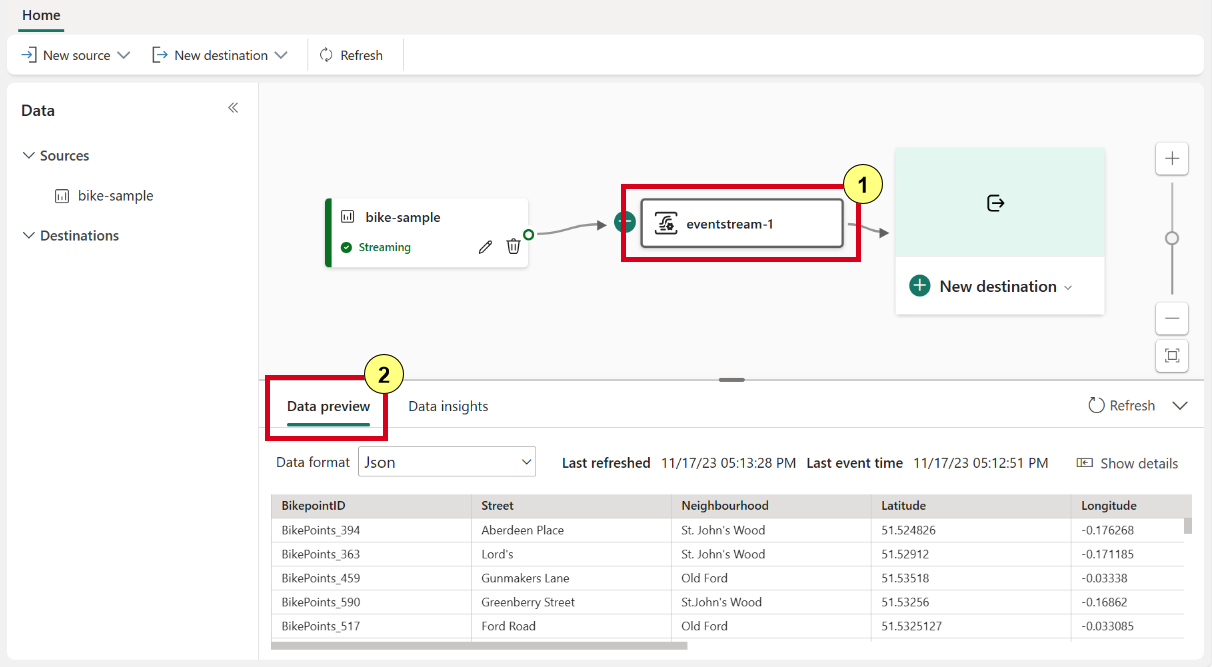 Home
New source New destination Refresh
Data
Sources
bike-sample
Destinations
bike-sample
Streaming
1
eventstream-1
New destination
2
Data preview Data insights Refresh
Data format Json Last refreshed 11/17/23 05:13:28 PM Last event time 11/17/23 05:12:51 PM Show details
BikepointID Street Neighbourhood Latitude Longitude
BikePoints_394 Aberdeen Place St. John's Wood 51.524826 -0.176268
BikePoints_363 Lord's St. John's Wood 51.52912 -0.171185
BikePoints_459 Gunmakers Lane Old Ford 51.53518 -0.03338
BikePoints_590 Greenberry Street St.John's Wood 51.53256 -0.16862
BikePoints_517 Ford Road Old Ford 51.5325127 -0.033085